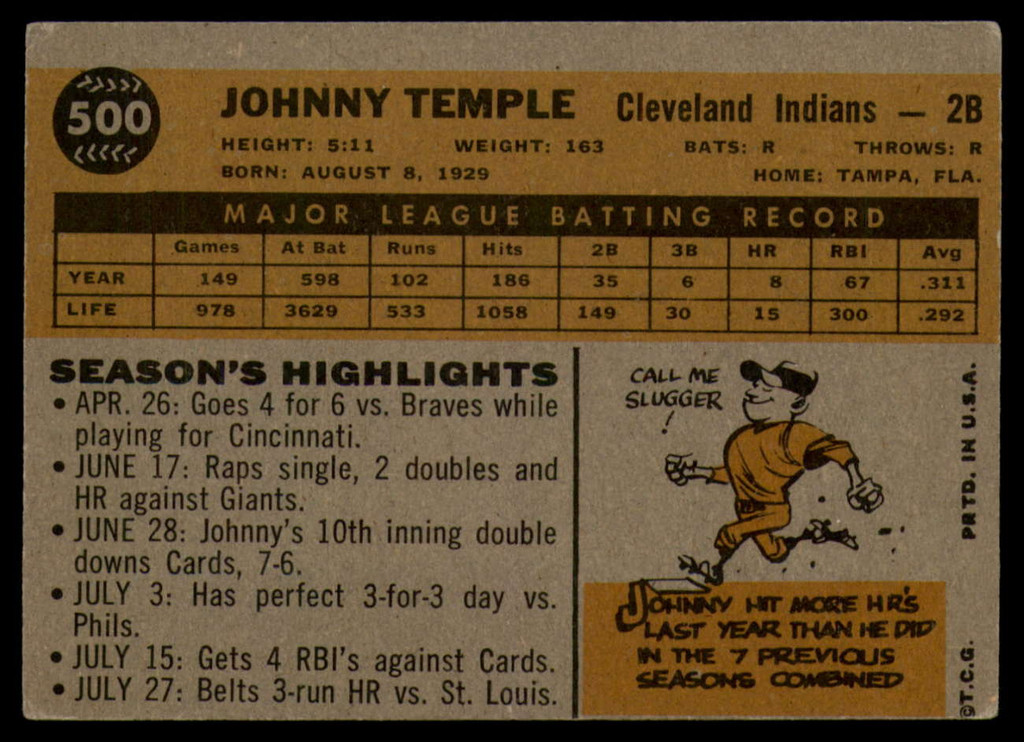 500
JOHNNY TEMPLE Cleveland Indians — 2B
HEIGHT: 5:11 WEIGHT: 163 BATS: R THROWS: R
BORN: AUGUST 8, 1929 HOME: TAMPA, FLA.
MAJOR LEAGUE BATTING RECORD
Games At Bat Runs Hits 2B 3B HR RBI Avg
YEAR 149 598 102 186 35 6 8 67 .311
LIFE 978 3629 533 1058 149 30 15 300 .292
SEASON'S HIGHLIGHTS
• APR. 26: Goes 4 for 6 vs. Braves while
playing for Cincinnati.
• JUNE 17: Raps single, 2 doubles and
HR against Giants.
• JUNE 28: Johnny's 10th inning double
downs Cards, 7-6.
• JULY 3: Has perfect 3-for-3 day vs.
Phils.
• JULY 15: Gets 4 RBI's against Cards.
• JULY 27: Belts 3-run HR vs. St. Louis.
CALL ME
SLUGGER
!
JOHNNY HIT MORE HR'S
LAST YEAR THAN HE DID
IN THE 7 PREVIOUS
SEASONS COMBINED
©T.C.G. PRTD. IN U.S.A.